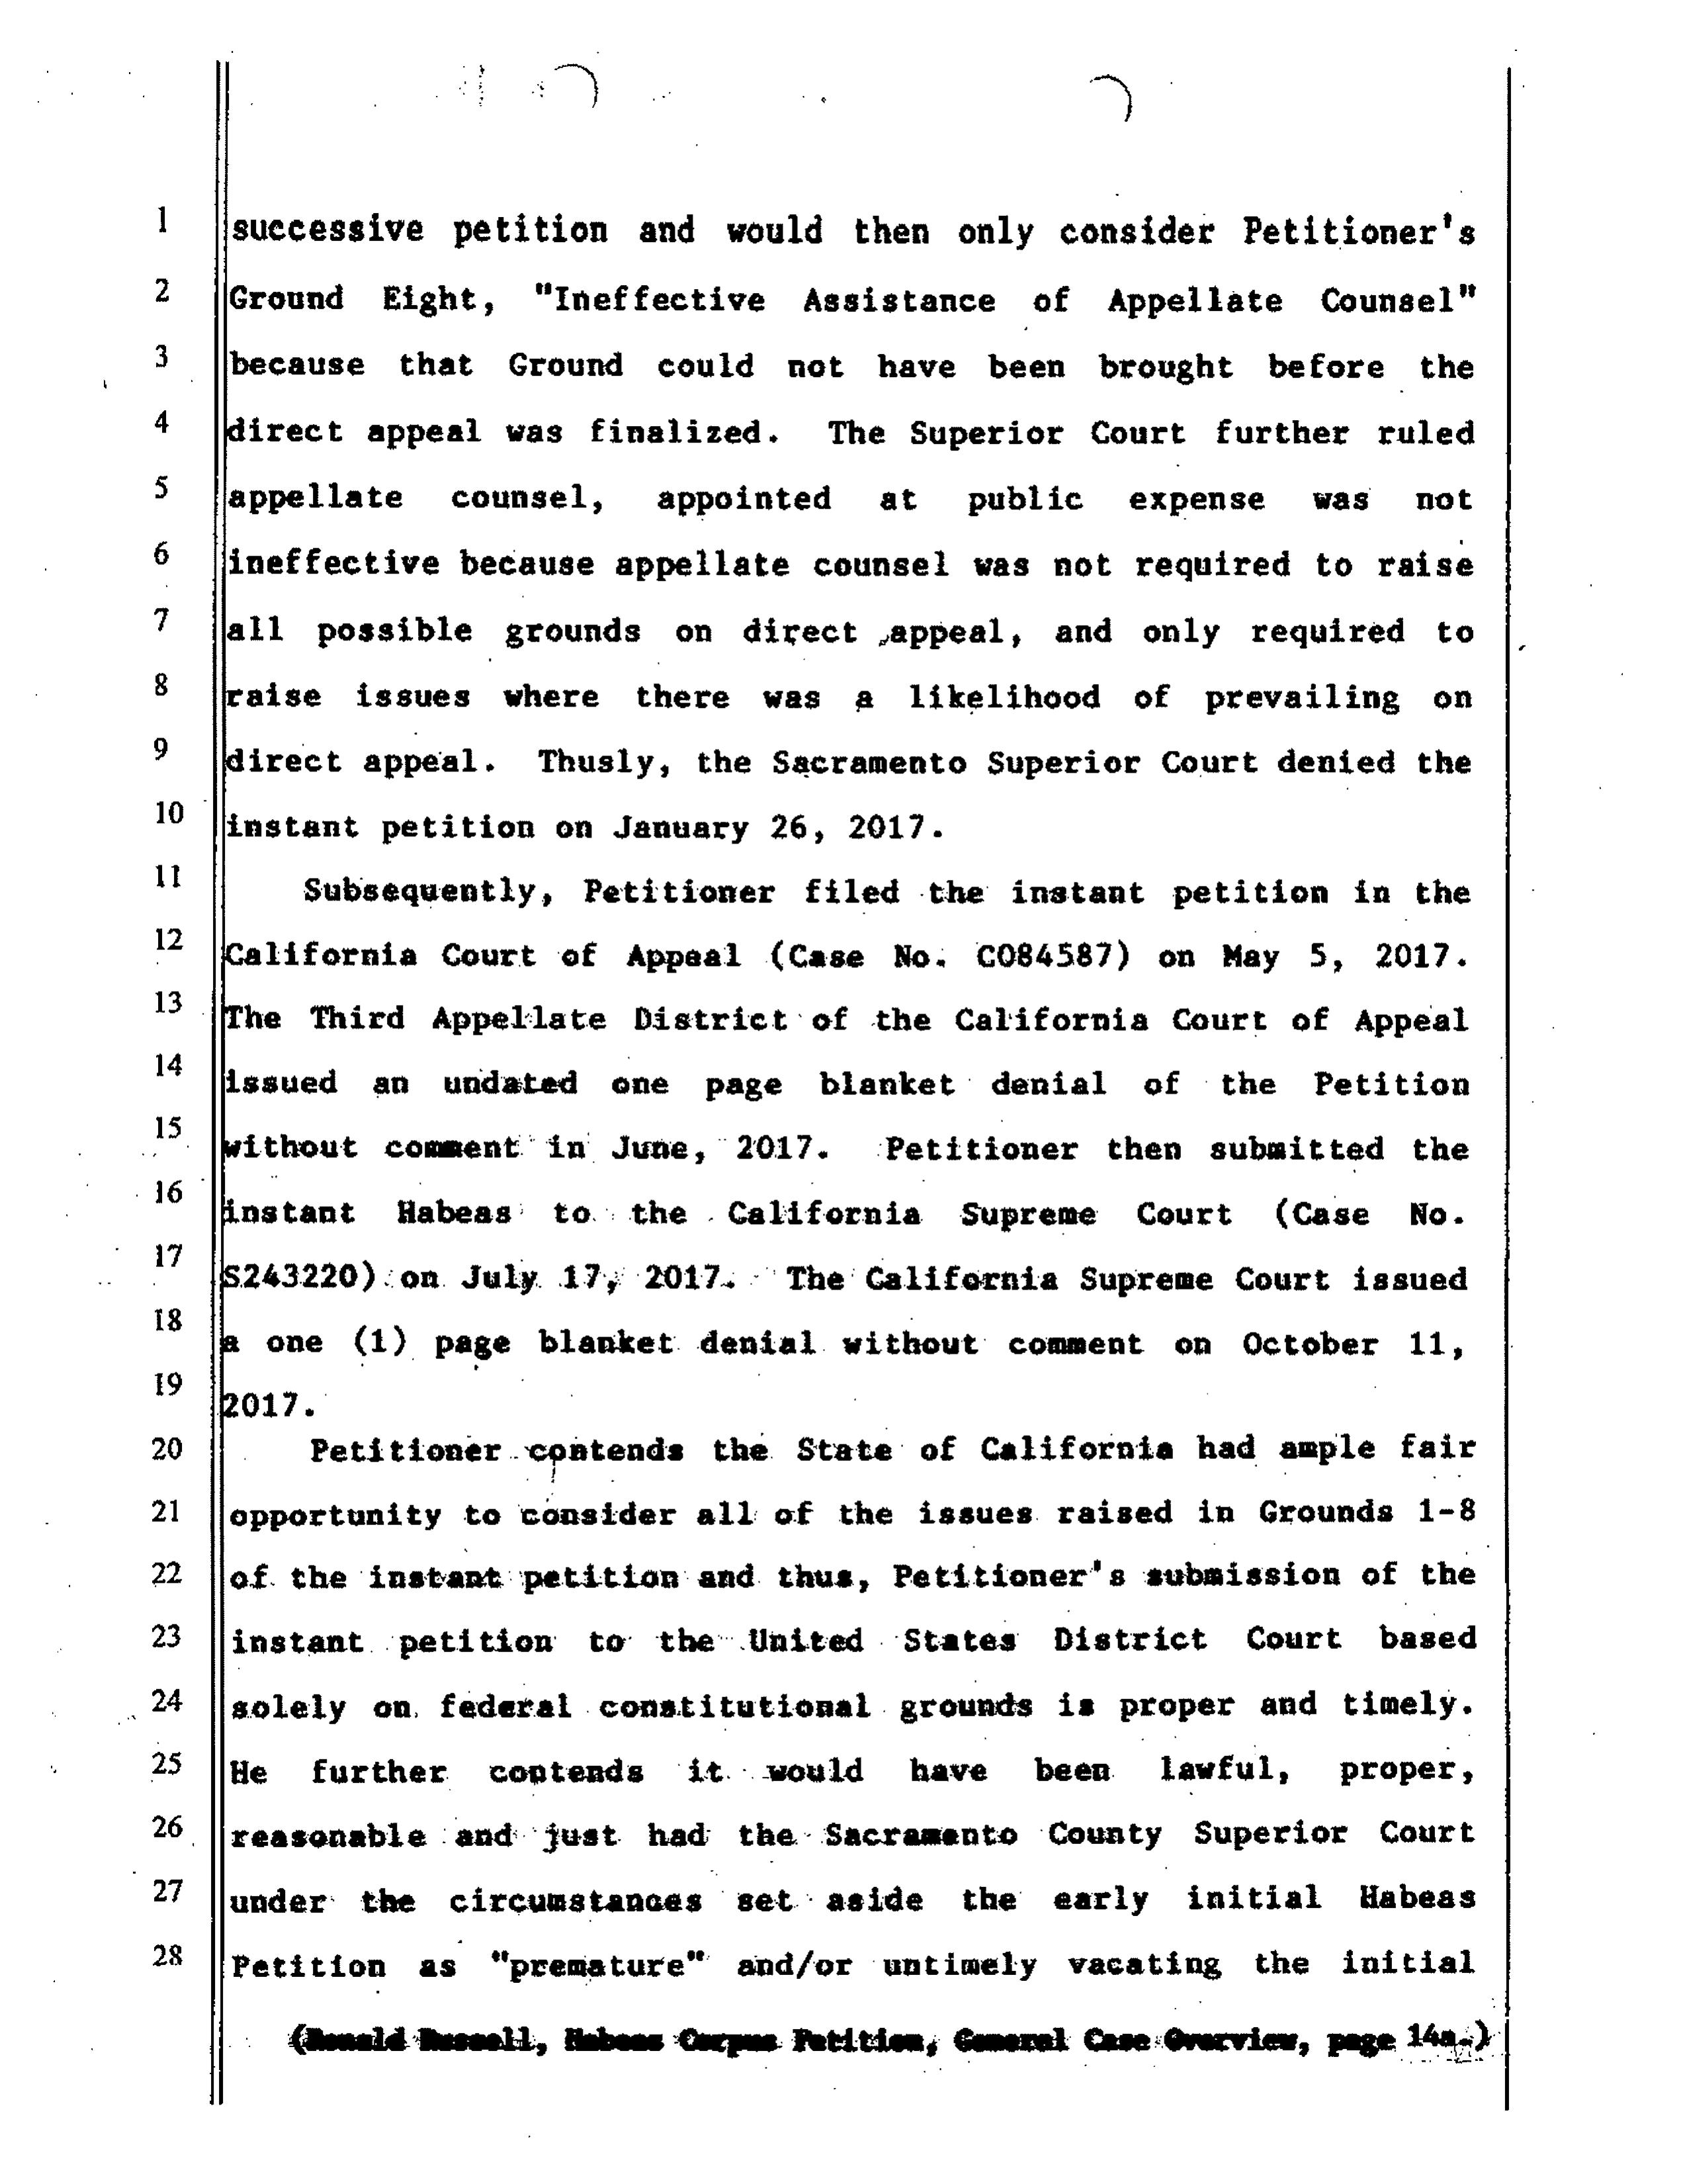 1 successive petition and would then only consider Petitioner's
2 Ground Eight, "Ineffective Assistance of Appellate Counsel"
3 because that Ground could not have been brought before the
4 direct appeal was finalized. The Superior Court further ruled
5 appellate counsel, appointed at public expense was not
6 ineffective because appellate counsel was not required to raise
7 all possible grounds on direct appeal, and only required to
8 raise issues where there was a likelihood of prevailing on
9 direct appeal. Thusly, the Sacramento Superior Court denied the
10 instant petition on January 26, 2017.
11 Subsequently, Petitioner filed the instant petition in the
12 California Court of Appeal (Case No. C084587) on May 5, 2017.
13 The Third Appellate District of the California Court of Appeal
14 issued an undated one page blanket denial of the Petition
15 without comment in June, 2017. Petitioner then submitted the
16 instant Habeas to the California Supreme Court (Case No.
17 S243220) on July 17, 2017. The California Supreme Court issued
18 a one (1) page blanket denial without comment on October 11,
19 2017.
20 Petitioner contends the State of California had ample fair
21 opportunity to consider all of the issues raised in Grounds 1-8
22 of the instant petition and thus, Petitioner's submission of the
23 instant petition to the United States District Court based
24 solely on federal constitutional grounds is proper and timely.
25 He further contends it would have been lawful, proper,
26 reasonable and just had the Sacramento County Superior Court
27 under the circumstances set aside the early initial Habeas
28 Petition as "premature" and/or untimely vacating the initial
(Ronald Russell, Habeas Corpus Petition, General Case Overview, page 14a.)